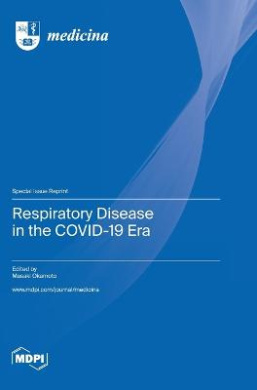 medicina
Special Issue Reprint
Respiratory Disease
in the COVID-19 Era
Edited by
Masaki Okamoto
www.mdpi.com/journal/medicina
MDPI